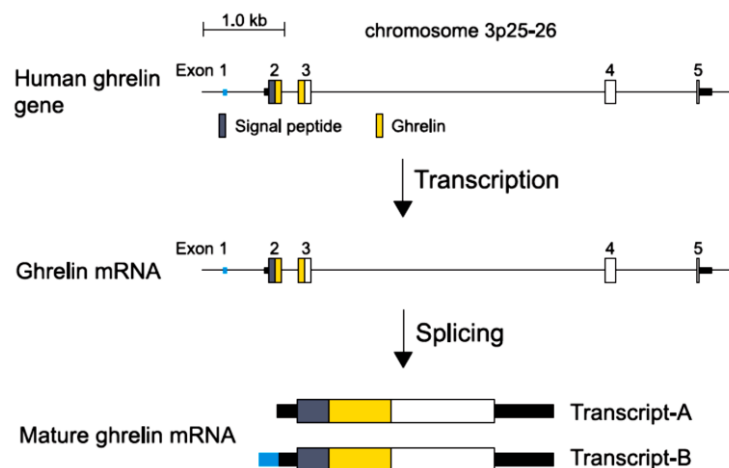 1.0 kb
chromosome 3p25-26
Human ghrelin gene
Exon 1 2 3 4 5
Signal peptide Ghrelin
Transcription
Exon 1 2 3 4 5
Ghrelin mRNA
Splicing
Transcript-A
Mature ghrelin mRNA
Transcript-B